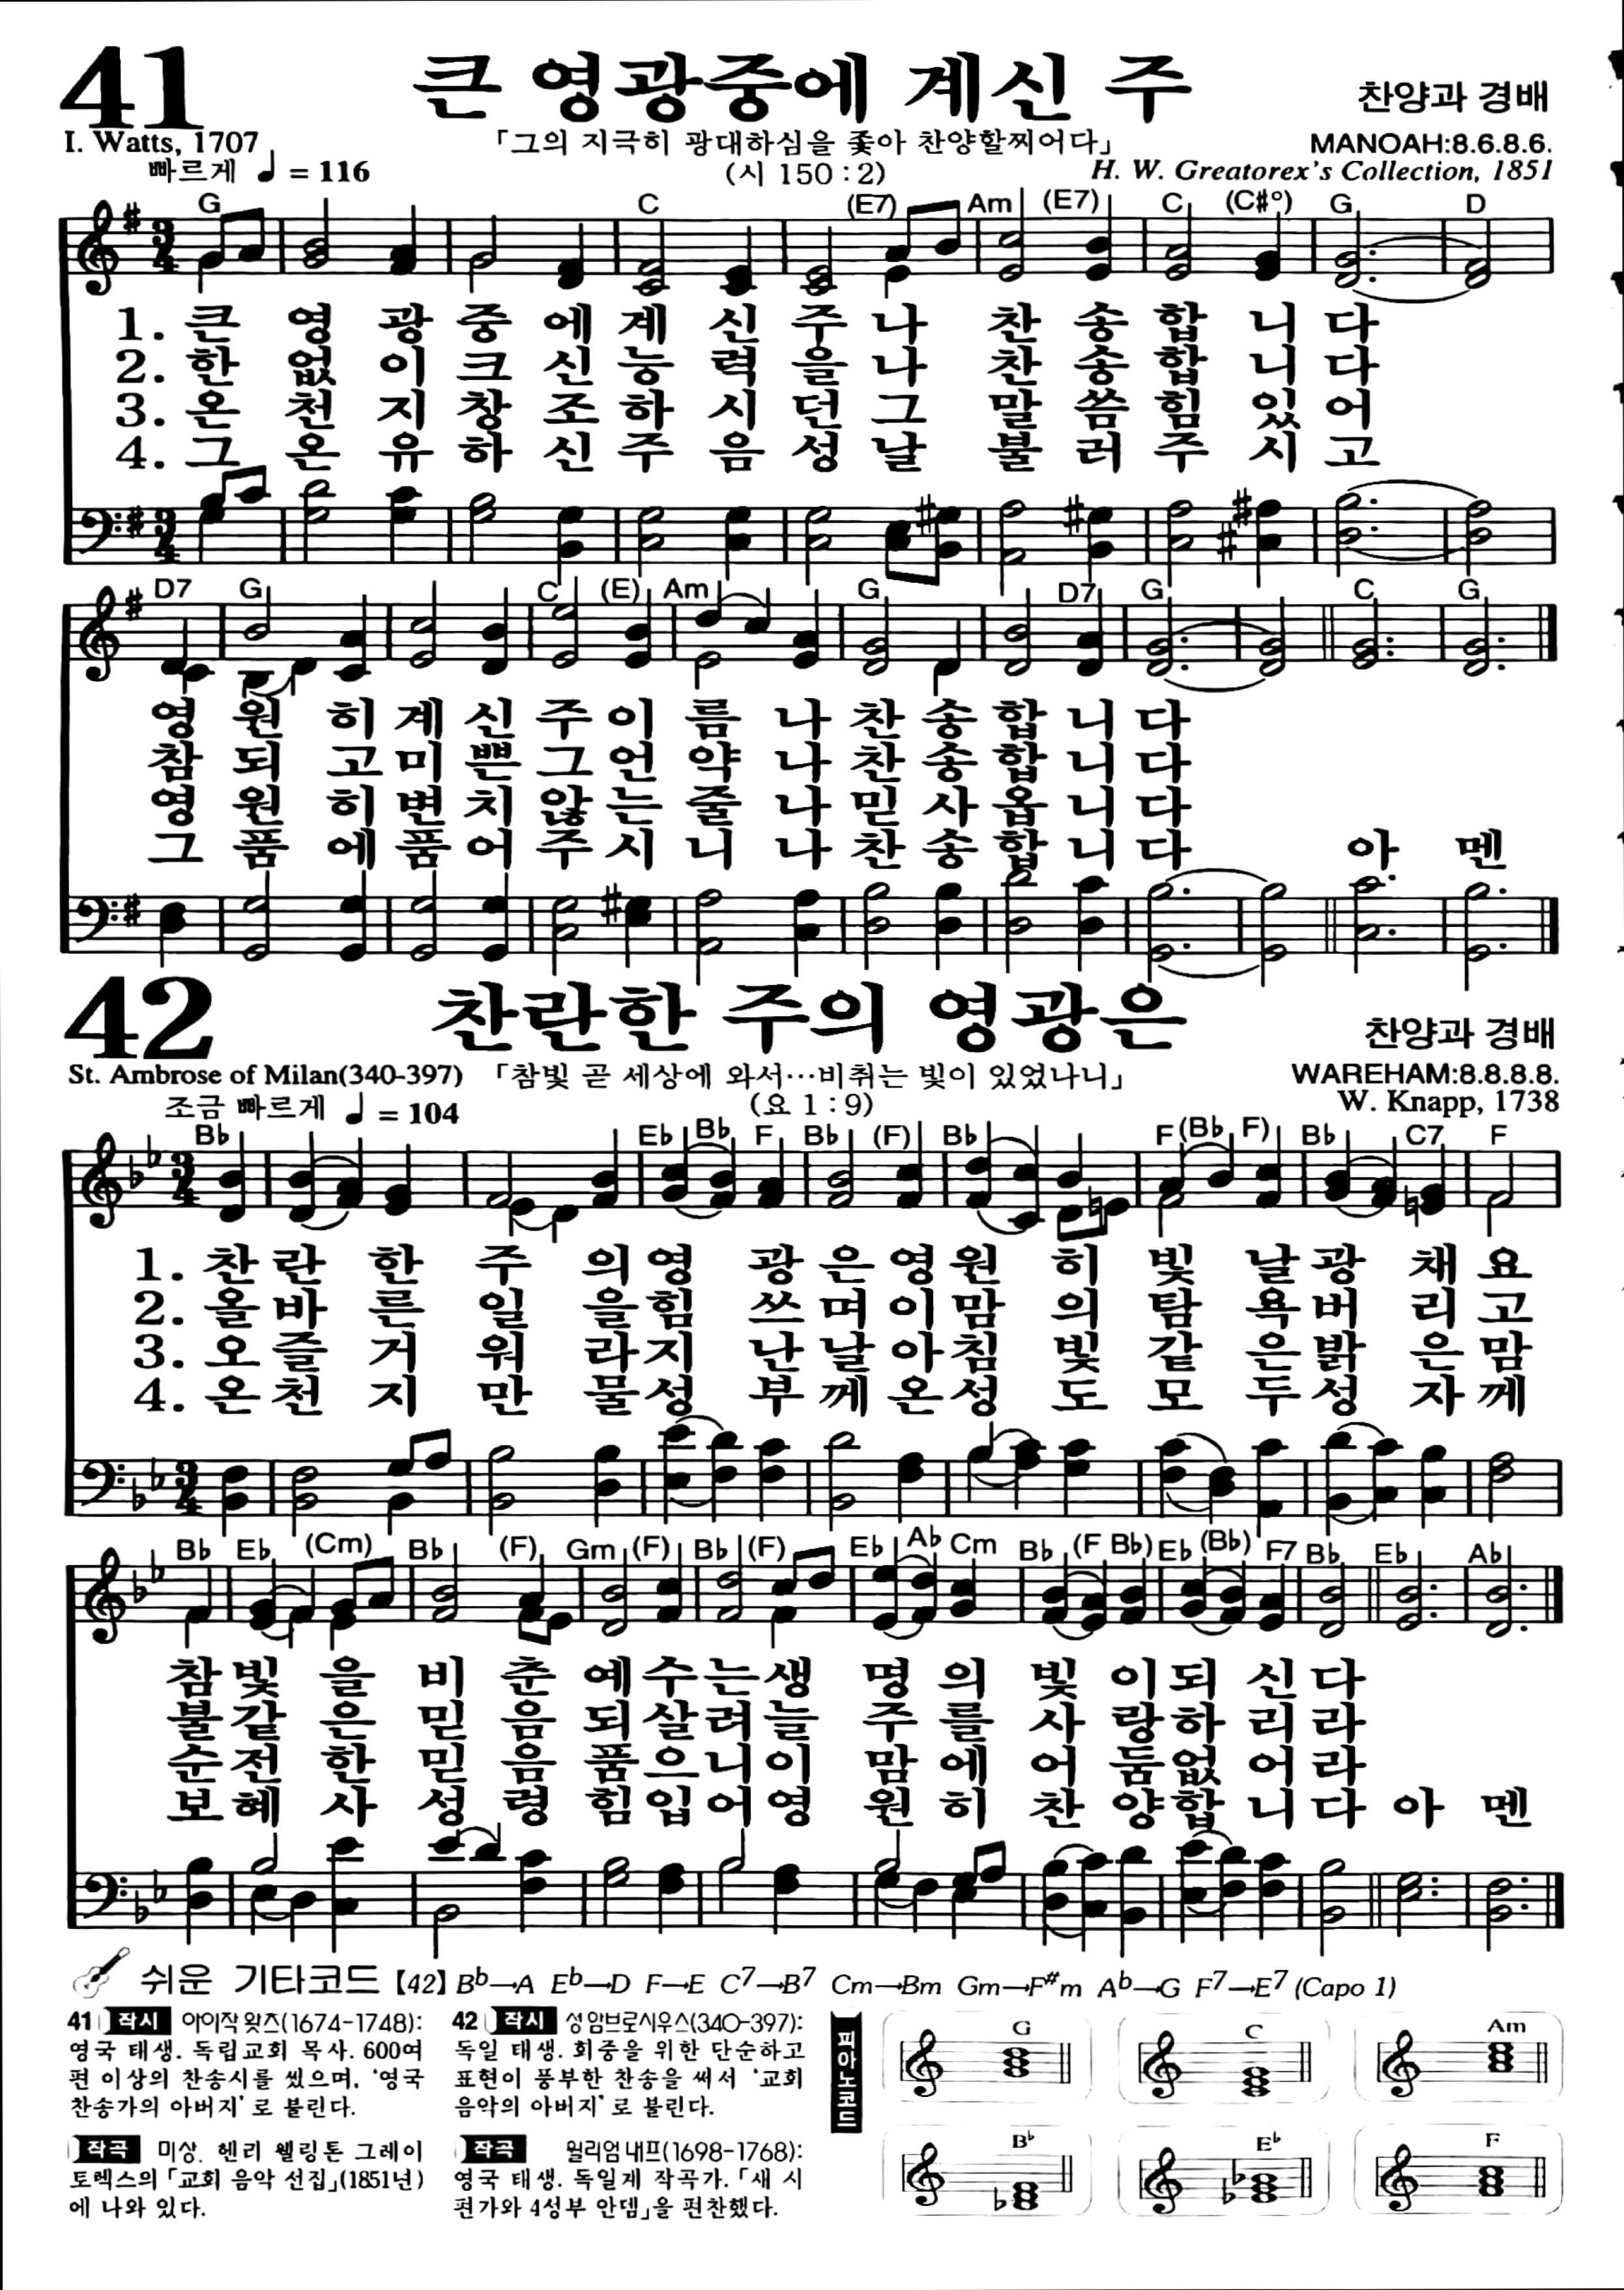 41 큰 영광중에 계신 주 찬양과 경배
I. Watts, 1707 「그의 지극히 광대하심을 좇아 찬양할찌어다」 MANOAH:8.6.8.6.
빠르게 ♩ = 116 (시 150 : 2) H. W. Greatorex's Collection, 1851
G C (E7) Am (E7) C (C#°) G D
3 4
1. 큰 영 광 중 에 계 신 주 나 찬 송 합 니 다
2. 한 없 이 크 신 능 력 을 나 찬 송 합 니 다
3. 온 천 지 창 조 하 시 던 그 말 씀 힘 있 어
4. 그 온 유 하 신 주 음 성 날 불 러 주 시 고
3 4
D7 G C (E) Am G D7 G C G
영 원 히 계 신 주 이 름 나 찬 송 합 니 다
참 되 고 미 쁜 그 언 약 나 찬 송 합 니 다
영 원 히 변 치 않 는 줄 나 믿 사 옵 니 다
그 품 에 품 어 주 시 니 나 찬 송 합 니 다 아 멘
42 찬란한 주의 영광은 찬양과 경배
St. Ambrose of Milan(340-397) 「참빛 곧 세상에 와서…비취는 빛이 있었나니」 WAREHAM:8.8.8.8.
조금 빠르게 ♩ = 104 (요 1 : 9) W. Knapp, 1738
B♭ E♭ B♭ F B♭ (F) B♭ F (B♭ F) B♭ C7 F
3 4
1. 찬 란 한 주 의 영 광 은 영 원 히 빛 날 광 채 요
2. 올 바 른 일 을 힘 쓰 며 이 맘 의 탐 욕 버 리 고
3. 오 즐 거 워 라 지 난 날 아 침 빛 같 은 밝 은 맘
4. 온 천 지 만 물 성 부 께 온 성 도 모 두 성 자 께
3 4
B♭ E♭ (Cm) B♭ (F) Gm (F) B♭ (F) E♭ A♭ Cm B♭ (F B♭) E♭ (B♭) F7 B♭ E♭ A♭
참 빛 을 비 춘 예 수 는 생 명 의 빛 이 되 신 다
불 같 은 믿 음 되 살 려 늘 주 를 사 랑 하 리 라
순 전 한 믿 음 품 으 니 이 맘 에 어 둠 없 어 라
보 혜 사 성 령 힘 입 어 영 원 히 찬 양 합 니 다 아 멘
쉬운 기타코드 【42】 B♭→A E♭→D F→E C7→B7 Cm→Bm Gm→F#m A♭→G F7→E7 (Capo 1)
41 작시 아이작 왓츠(1674-1748):
영국 태생. 독립교회 목사. 600여
편 이상의 찬송시를 썼으며, '영국
찬송가의 아버지' 로 불린다.
작곡 미상. 헨리 웰링톤 그레이
토렉스의 「교회 음악 선집」(1851년)
에 나와 있다.
42 작시 성 암브로시우스(340-397):
독일 태생. 회중을 위한 단순하고
표현이 풍부한 찬송을 써서 '교회
음악의 아버지' 로 불린다.
작곡 윌리엄 내프(1698-1768):
영국 태생. 독일계 작곡가. 「새 시
편가와 4성부 안뎀」을 편찬했다.
피아노코드
G C Am
B♭ E♭ F